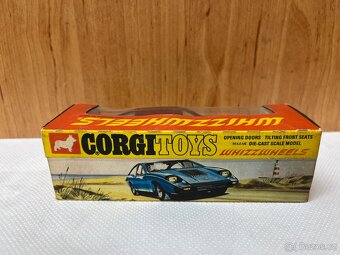 WHIZZWHEELS
CORGI TOYS
OPENING DOORS TILTING FRONT SEATS
DIE-CAST SCALE MODEL
WHIZZWHEELS